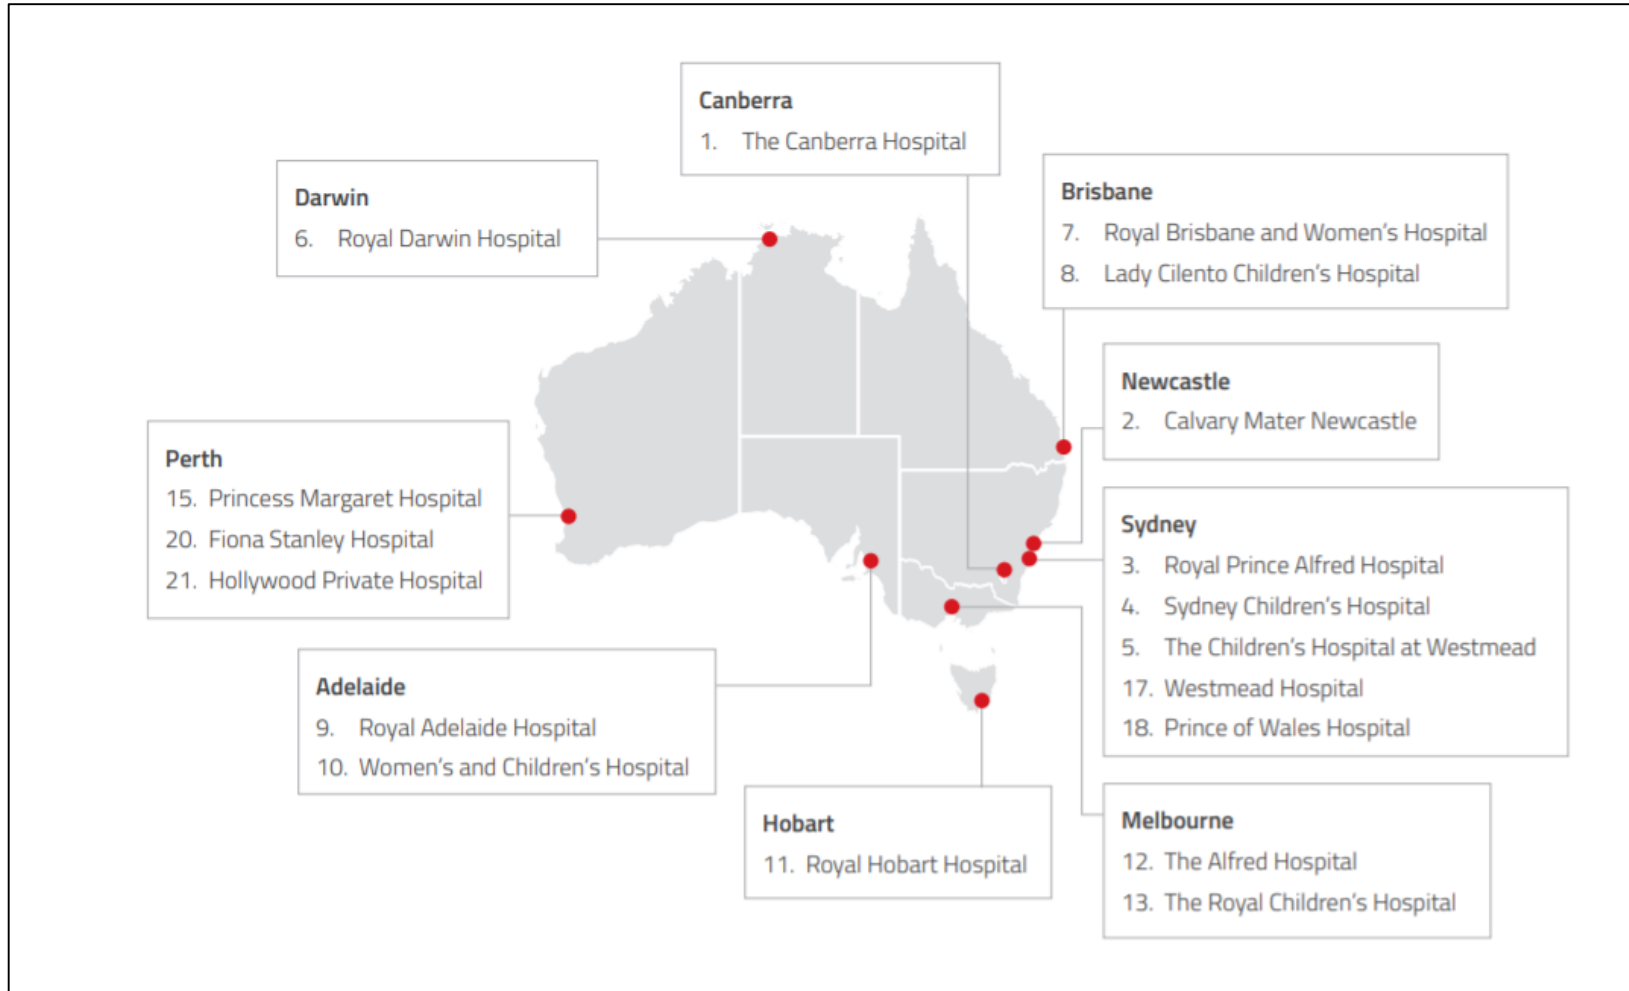 Canberra
1. The Canberra Hospital
Darwin
6. Royal Darwin Hospital
Brisbane
7. Royal Brisbane and Women's Hospital
8. Lady Cilento Children's Hospital
Newcastle
2. Calvary Mater Newcastle
Perth
15. Princess Margaret Hospital
20. Fiona Stanley Hospital
21. Hollywood Private Hospital
Sydney
3. Royal Prince Alfred Hospital
4. Sydney Children's Hospital
5. The Children's Hospital at Westmead
17. Westmead Hospital
18. Prince of Wales Hospital
Adelaide
9. Royal Adelaide Hospital
10. Women's and Children's Hospital
Hobart
11. Royal Hobart Hospital
Melbourne
12. The Alfred Hospital
13. The Royal Children's Hospital